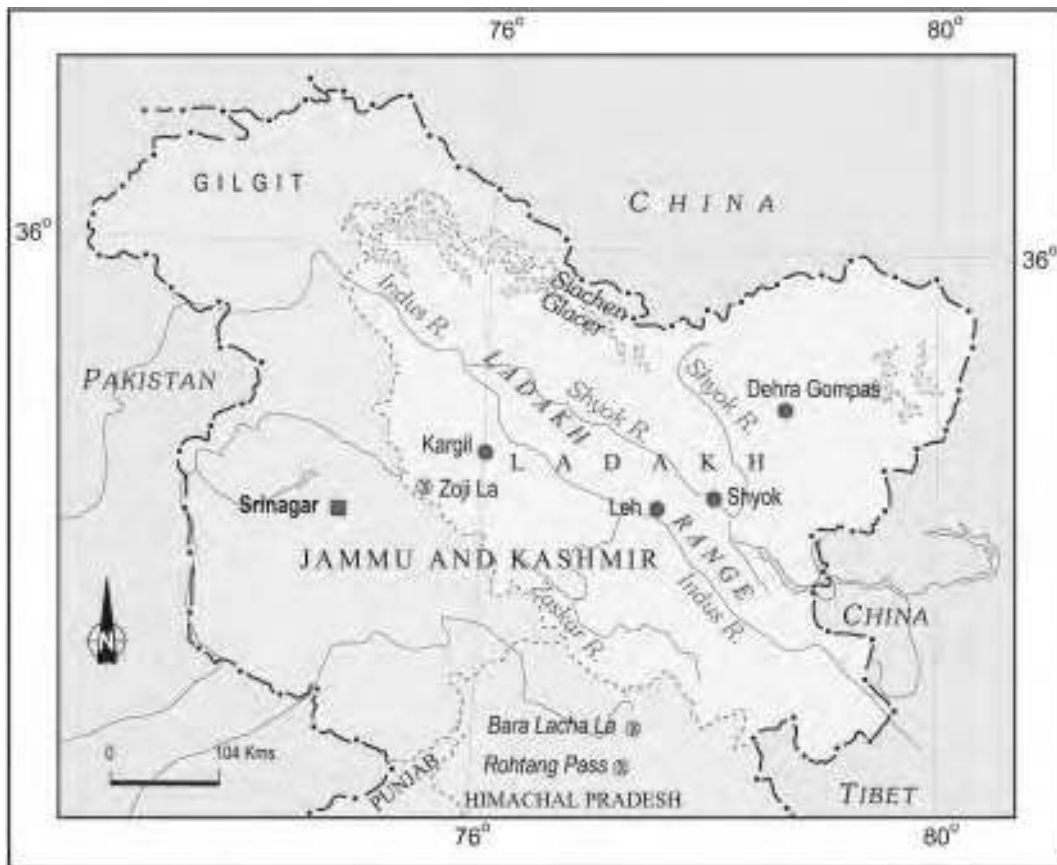 76°
80°
GILGIT
CHINA
36°
36°
Siachen
Glacer
Indus R.
PAKISTAN
LADAKH
Shyok R.
Shyok R.
Dehra Gompas
Kargil
LADAKH
Zoji La
Srinagar
Leh
Shyok
RANGE
JAMMU AND KASHMIR
Zaskar R.
Indus R.
CHINA
N
Bara Lacha La
0
104 Kms
Rohtang Pass
PUNJAB
HIMACHAL PRADESH
TIBET
76°
80°